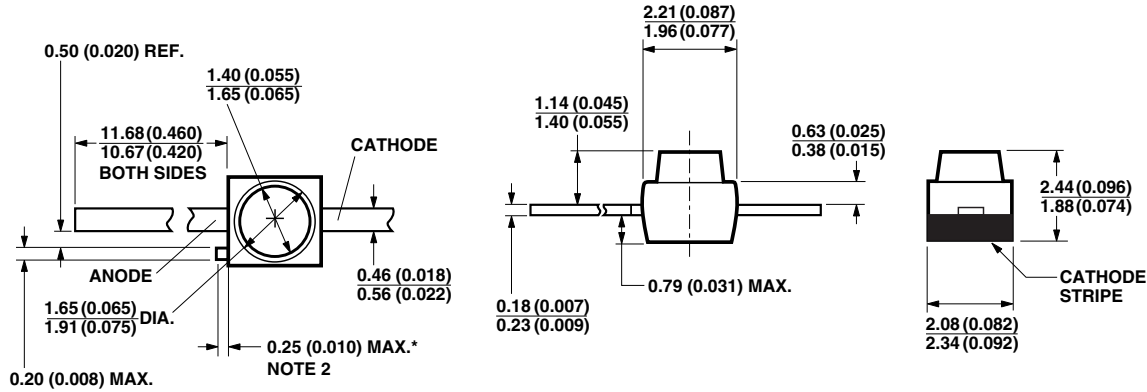 0.50 (0.020) REF.
1.40 (0.055)
1.65 (0.065)
11.68 (0.460)
10.67 (0.420)
BOTH SIDES
CATHODE
ANODE
0.46 (0.018)
0.56 (0.022)
1.65 (0.065)
1.91 (0.075)
DIA.
0.25 (0.010) MAX.*
NOTE 2
0.20 (0.008) MAX.
2.21 (0.087)
1.96 (0.077)
1.14 (0.045)
1.40 (0.055)
0.63 (0.025)
0.38 (0.015)
0.79 (0.031) MAX.
0.18 (0.007)
0.23 (0.009)
2.44 (0.096)
1.88 (0.074)
CATHODE
STRIPE
2.08 (0.082)
2.34 (0.092)